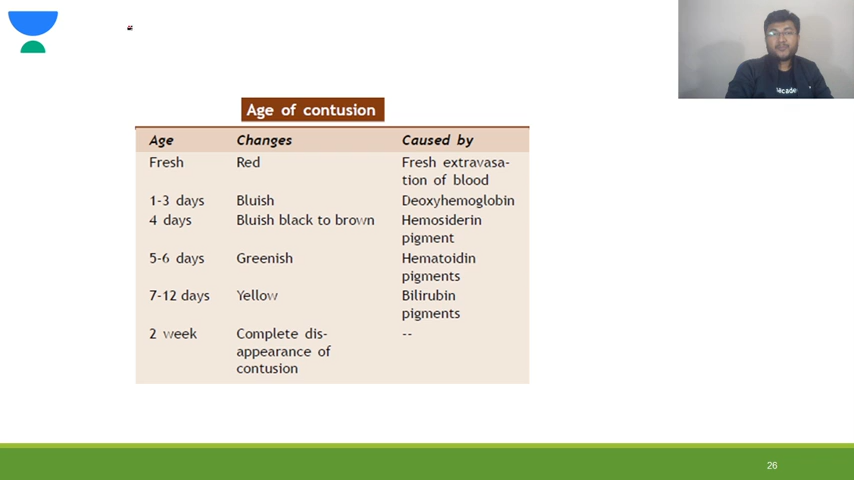 Age of contusion
Age Changes Caused by
Fresh Red Fresh extravasa-
tion of blood
1-3 days Bluish Deoxyhemoglobin
4 days Bluish black to brown Hemosiderin
pigment
5-6 days Greenish Hematoidin
pigments
7-12 days Yellow Bilirubin
pigments
2 week Complete dis- --
appearance of
contusion
26